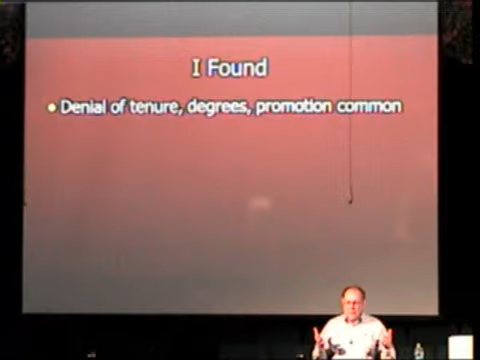 I Found
Denial of tenure, degrees, promotion common